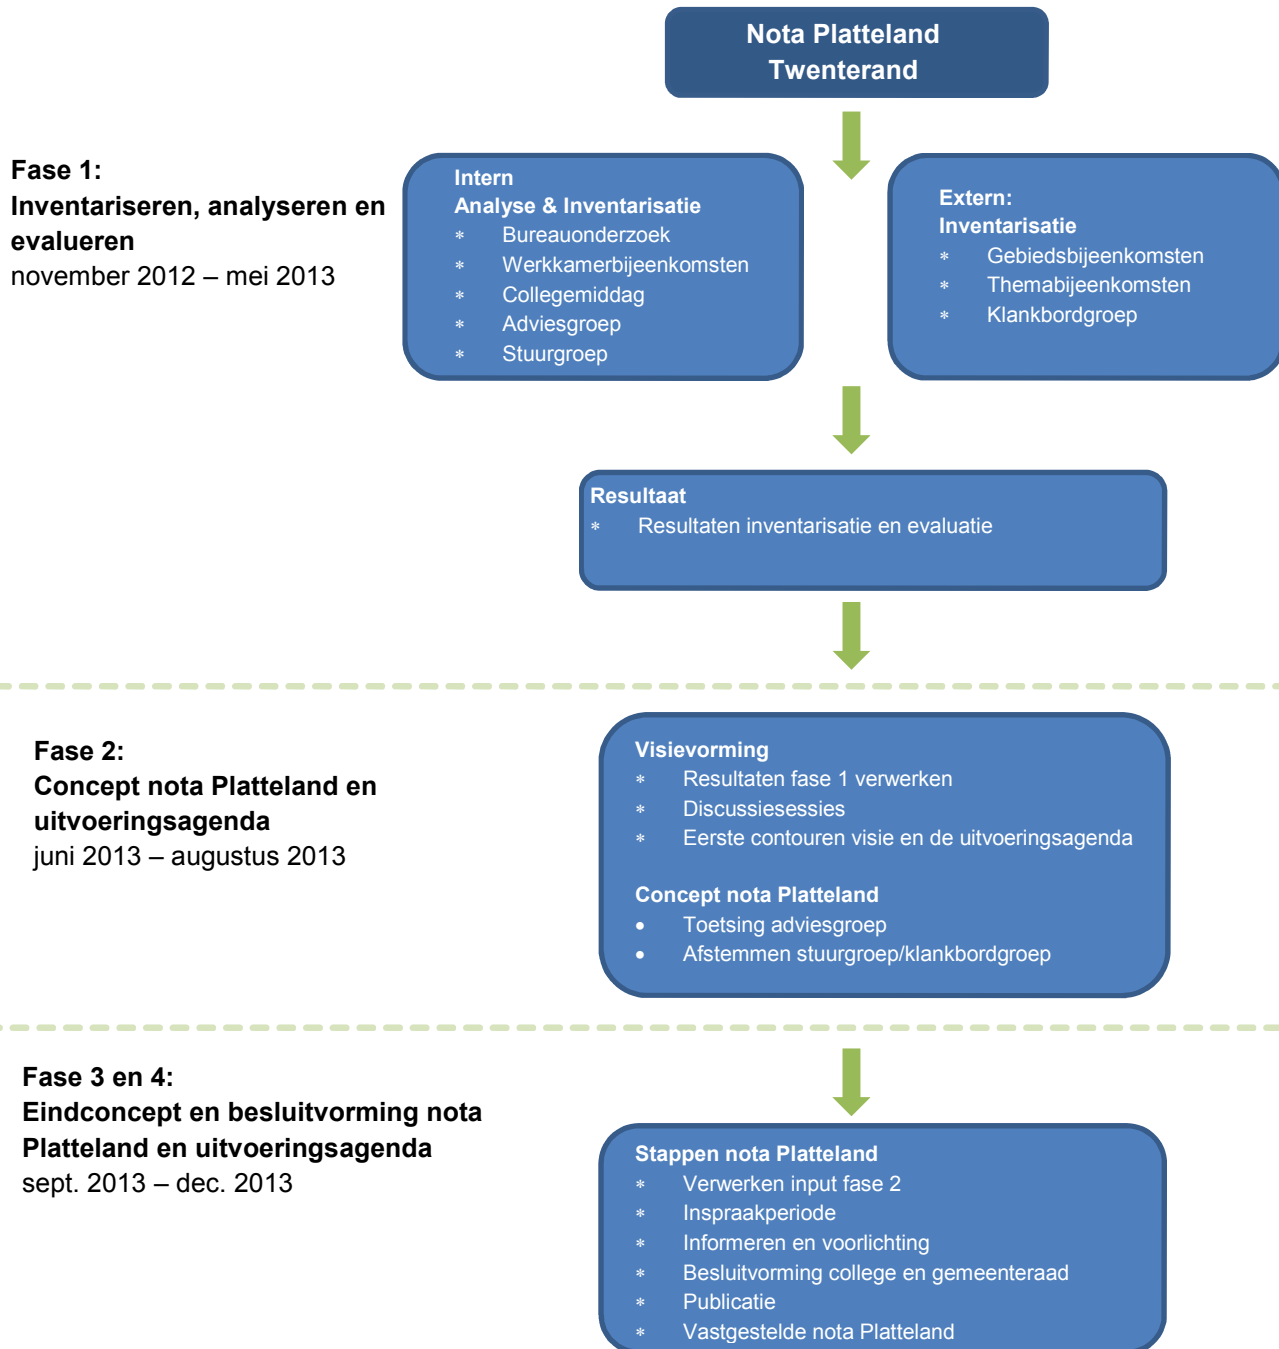 Nota Platteland
Twenterand
Fase 1:
Inventariseren, analyseren en
evalueren
november 2012 – mei 2013
Intern
Analyse & Inventarisatie
* Bureauonderzoek
* Werkkamerbijeenkomsten
* Collegemiddag
* Adviesgroep
* Stuurgroep
Extern:
Inventarisatie
* Gebiedsbijeenkomsten
* Themabijeenkomsten
* Klankbordgroep
Resultaat
* Resultaten inventarisatie en evaluatie
Fase 2:
Concept nota Platteland en
uitvoeringsagenda
juni 2013 – augustus 2013
Visievorming
* Resultaten fase 1 verwerken
* Discussiesessies
* Eerste contouren visie en de uitvoeringsagenda
Concept nota Platteland
• Toetsing adviesgroep
• Afstemmen stuurgroep/klankbordgroep
Fase 3 en 4:
Eindconcept en besluitvorming nota
Platteland en uitvoeringsagenda
sept. 2013 – dec. 2013
Stappen nota Platteland
* Verwerken input fase 2
* Inspraakperiode
* Informeren en voorlichting
* Besluitvorming college en gemeenteraad
* Publicatie
* Vastgestelde nota Platteland